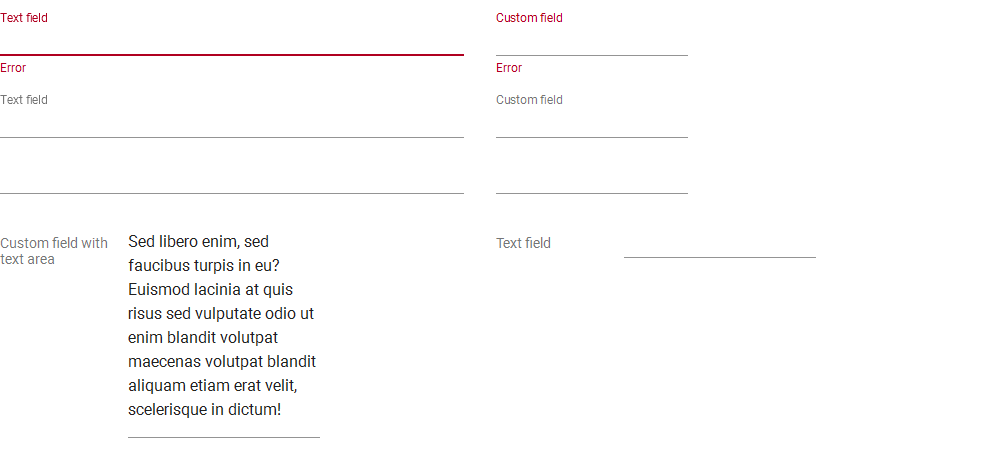 Text field
Custom field
Error
Error
Text field
Custom field
Custom field with
text area
Sed libero enim, sed
faucibus turpis in eu?
Euismod lacinia at quis
risus sed vulputate odio ut
enim blandit volutpat
maecenas volutpat blandit
aliquam etiam erat velit,
scelerisque in dictum!
Text field